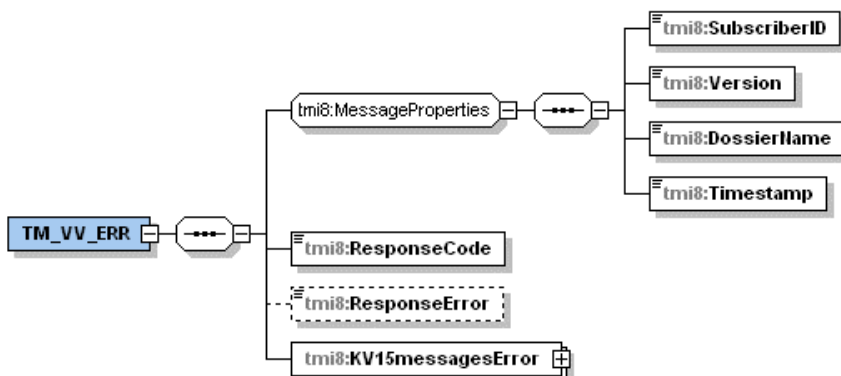 tmi8:SubscriberID
tmi8:Version
tmi8:MessageProperties
tmi8:DossierName
tmi8:Timestamp
TM_VV_ERR
tmi8:ResponseCode
tmi8:ResponseError
tmi8:KV15messagesError